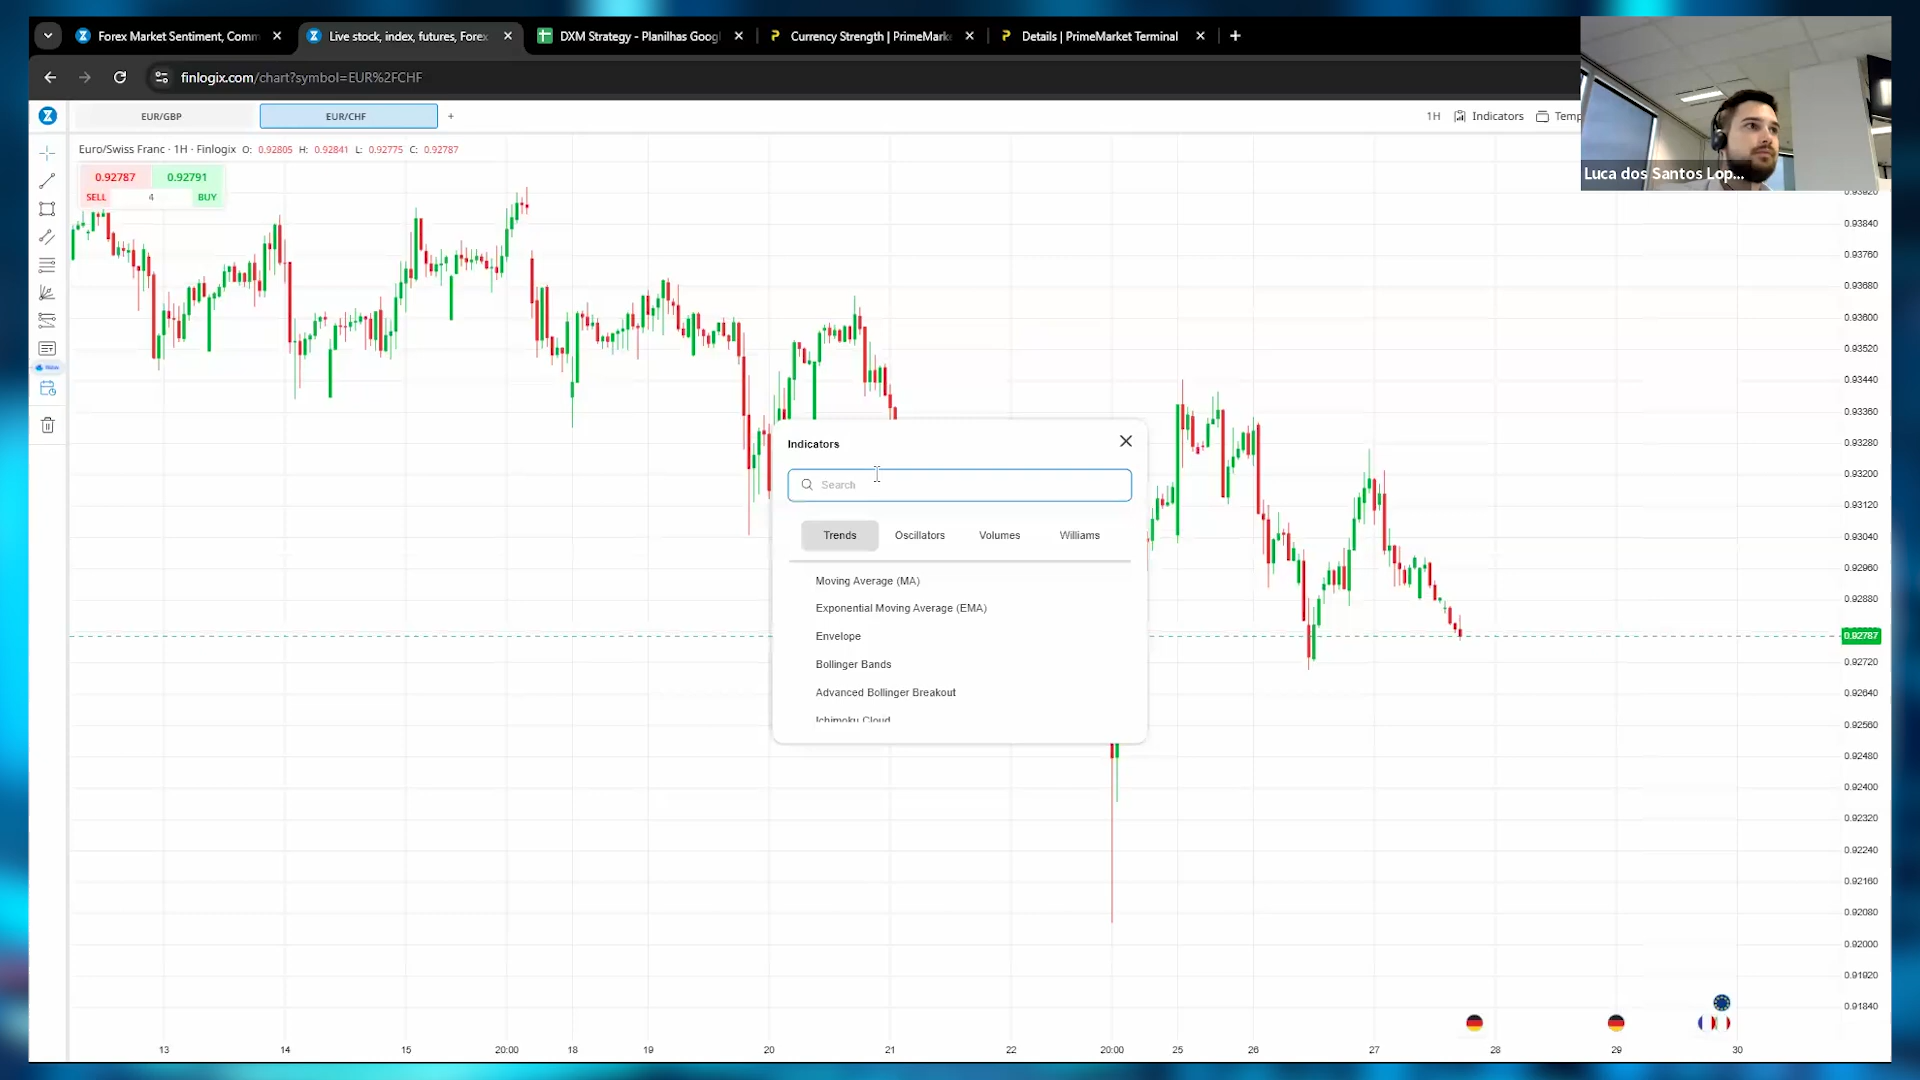 Forex Market Sentiment, Comm
Live stock, index, futures, Forex
DXM Strategy - Planilhas Goog
Currency Strength | PrimeMark
Details | PrimeMarket Terminal
finlogix.com/chart?symbol=EUR%2FCHF
EUR/GBP
EUR/CHF
+
1H
Indicators
Temp
Luca dos Santos Lop...
Euro/Swiss Franc · 1H · Finlogix O: 0.92805 H: 0.92841 L: 0.92775 C: 0.92787
0.92787
0.92791
SELL
4
BUY
New
Indicators
Search
Trends
Oscillators
Volumes
Williams
Moving Average (MA)
Exponential Moving Average (EMA)
Envelope
Bollinger Bands
Advanced Bollinger Breakout
Ichimoku Cloud
0.93920
0.93840
0.93760
0.93680
0.93600
0.93520
0.93440
0.93360
0.93280
0.93200
0.93120
0.93040
0.92960
0.92880
0.92787
0.92720
0.92640
0.92560
0.92480
0.92400
0.92320
0.92240
0.92160
0.92080
0.92000
0.91920
0.91840
13
14
15
20:00
18
19
20
21
22
20:00
25
26
27
28
29
30